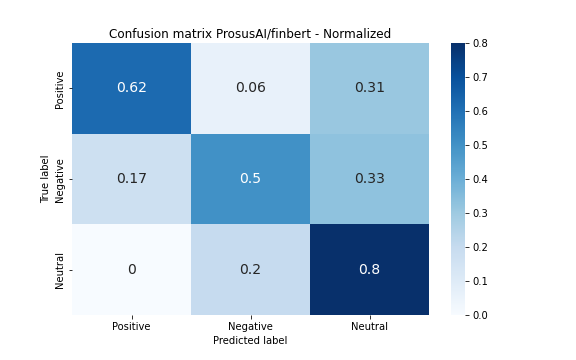 Confusion matrix ProsusAI/finbert - Normalized
True label
Positive
0.62 0.06 0.31
Negative
0.17 0.5 0.33
Neutral
0 0.2 0.8
Positive Negative Neutral
Predicted label
0.8
0.7
0.6
0.5
0.4
0.3
0.2
0.1
0.0